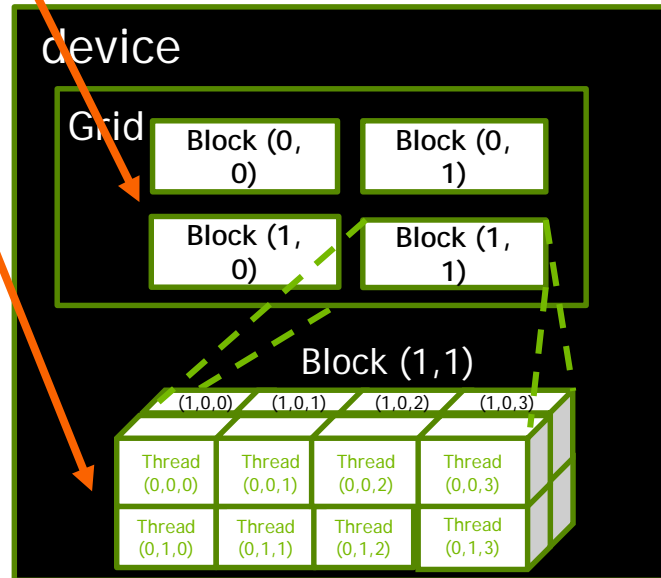 device
Grid
Block (0,
0)
Block (0,
1)
Block (1,
0)
Block (1,
1)
Block (1,1)
(1,0,0) (1,0,1) (1,0,2) (1,0,3)
Thread
(0,0,0)
Thread
(0,0,1)
Thread
(0,0,2)
Thread
(0,0,3)
Thread
(0,1,0)
Thread
(0,1,1)
Thread
(0,1,2)
Thread
(0,1,3)